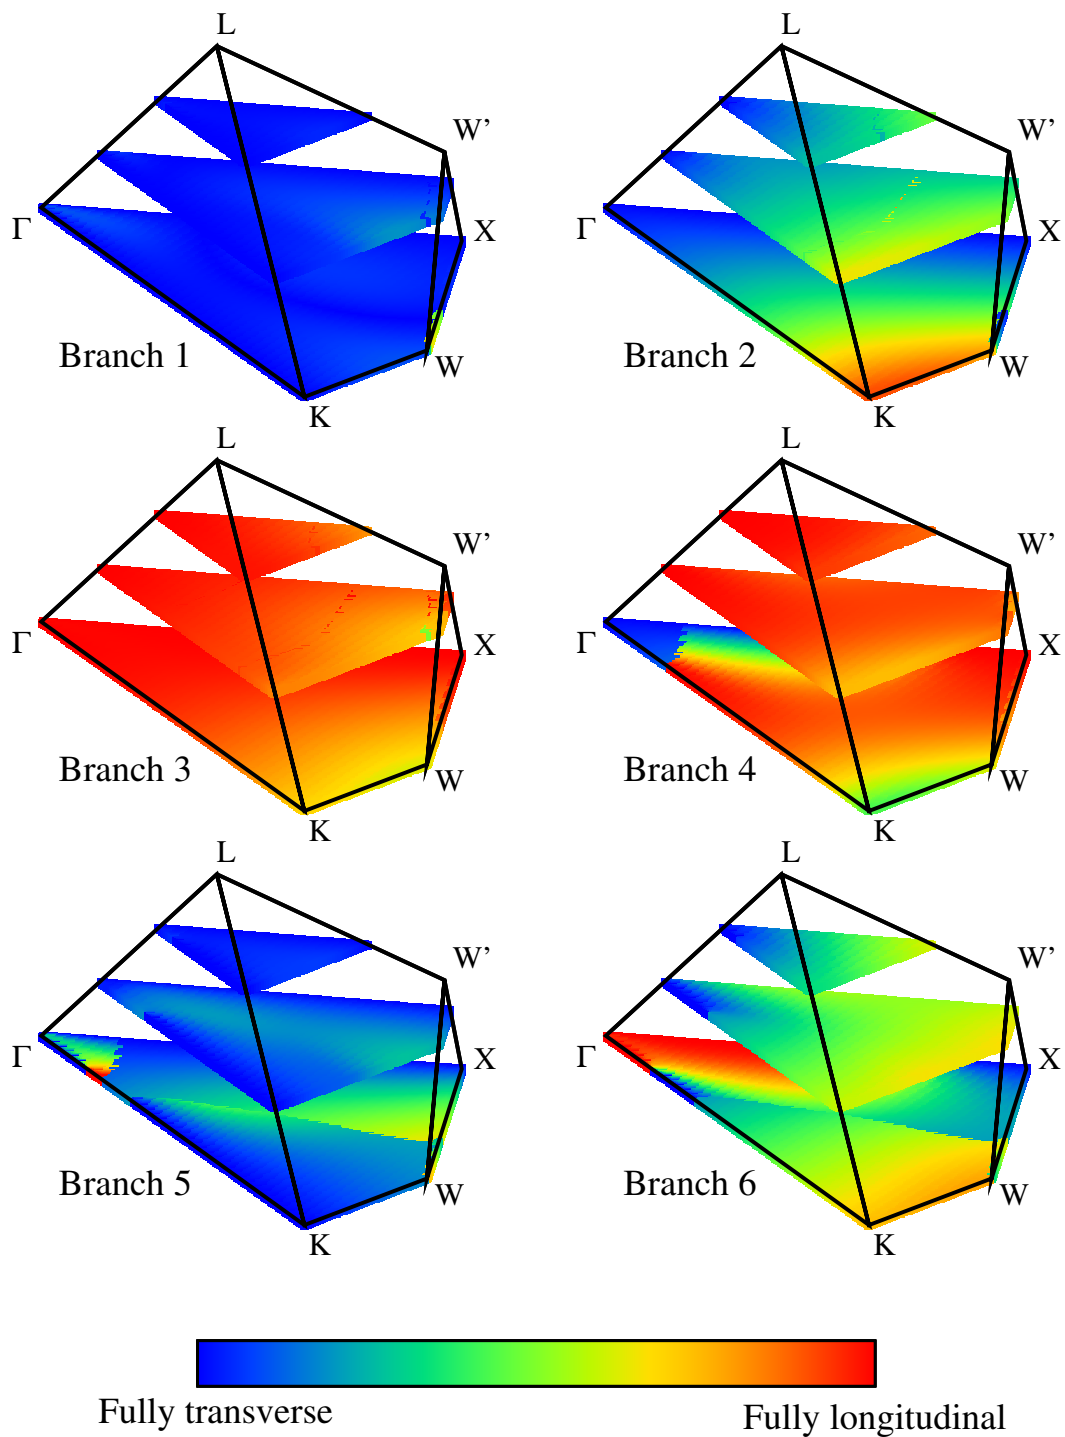 L L
W' W'
Γ X Γ X
Branch 1 W Branch 2 W
K K
L L
W' W'
Γ X Γ X
Branch 3 W Branch 4 W
K K
L L
W' W'
Γ X Γ X
Branch 5 W Branch 6 W
K K
Fully transverse Fully longitudinal